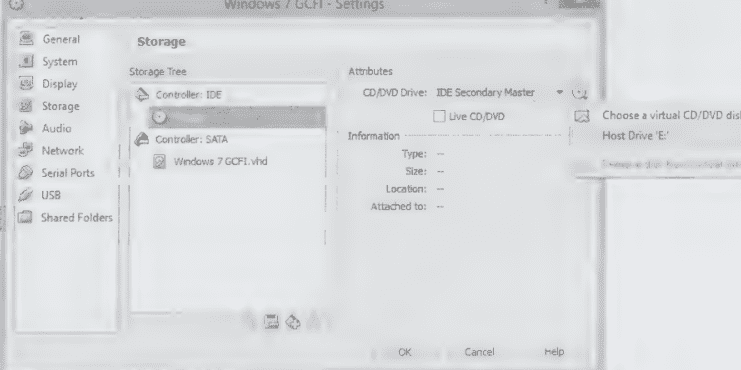 Windows 7 GCFI - Settings
General
System
Display
Storage
Audio
Network
Serial Ports
USB
Shared Folders
Storage
Storage Tree
Controller: IDE
Controller: SATA
Windows 7 GCFI.vhd
Attributes
CD/DVD Drive: IDE Secondary Master
Live CD/DVD
Information
Type: --
Size: --
Location: --
Attached to: --
Choose a virtual CD/DVD dis
Host Drive 'E:'
OK
Cancel
Help